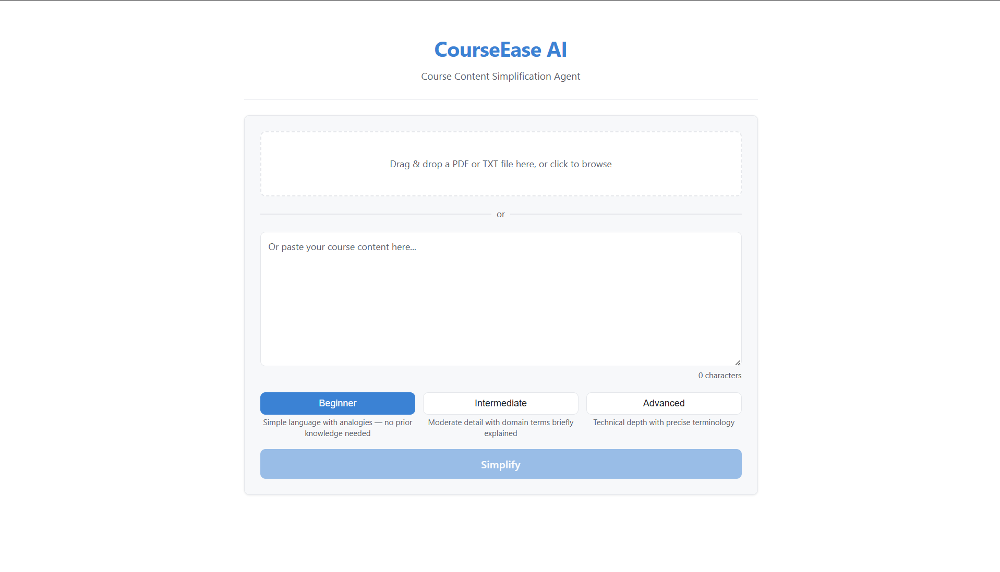 CourseEase AI
Course Content Simplification Agent
Drag & drop a PDF or TXT file here, or click to browse
or
Or paste your course content here...
0 characters
Beginner
Simple language with analogies — no prior
knowledge needed
Intermediate
Moderate detail with domain terms briefly
explained
Advanced
Technical depth with precise terminology
Simplify